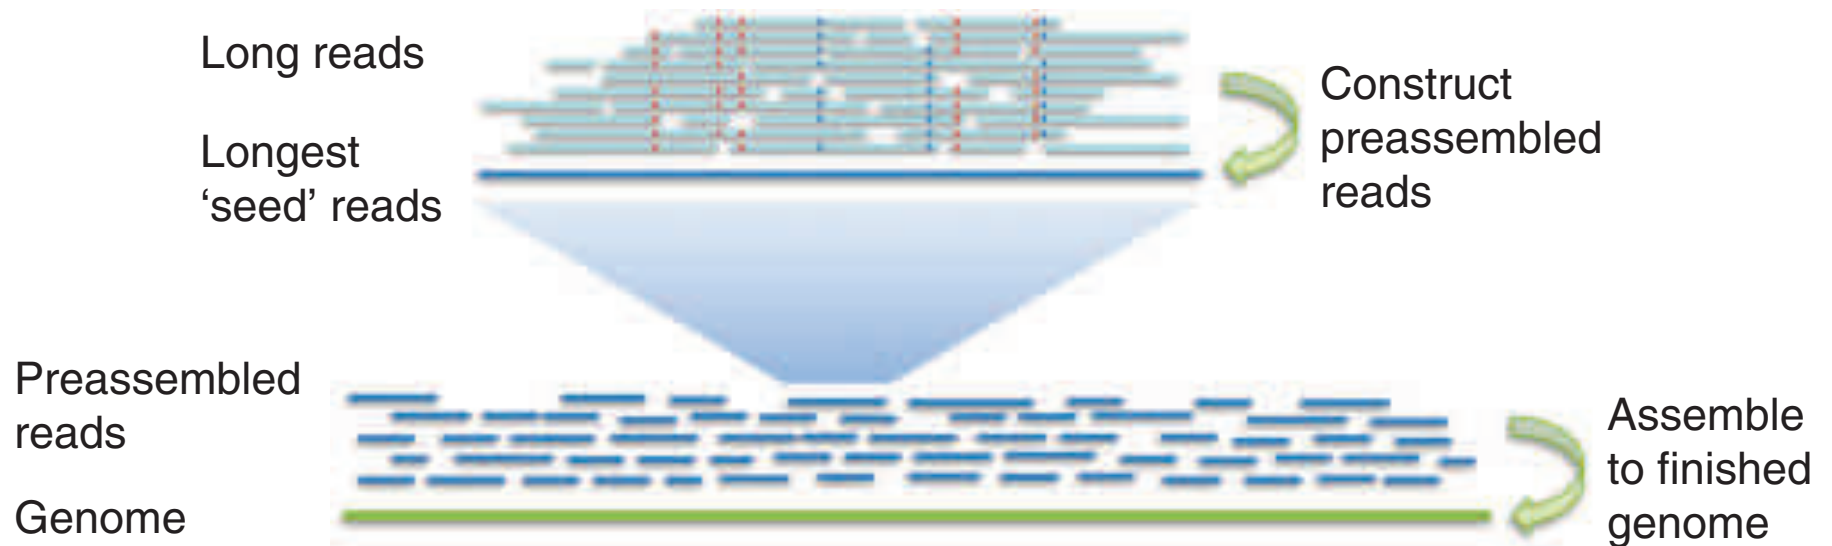 Long reads
Longest
‘seed’ reads
Construct
preassembled
reads
Preassembled
reads
Genome
Assemble
to finished
genome